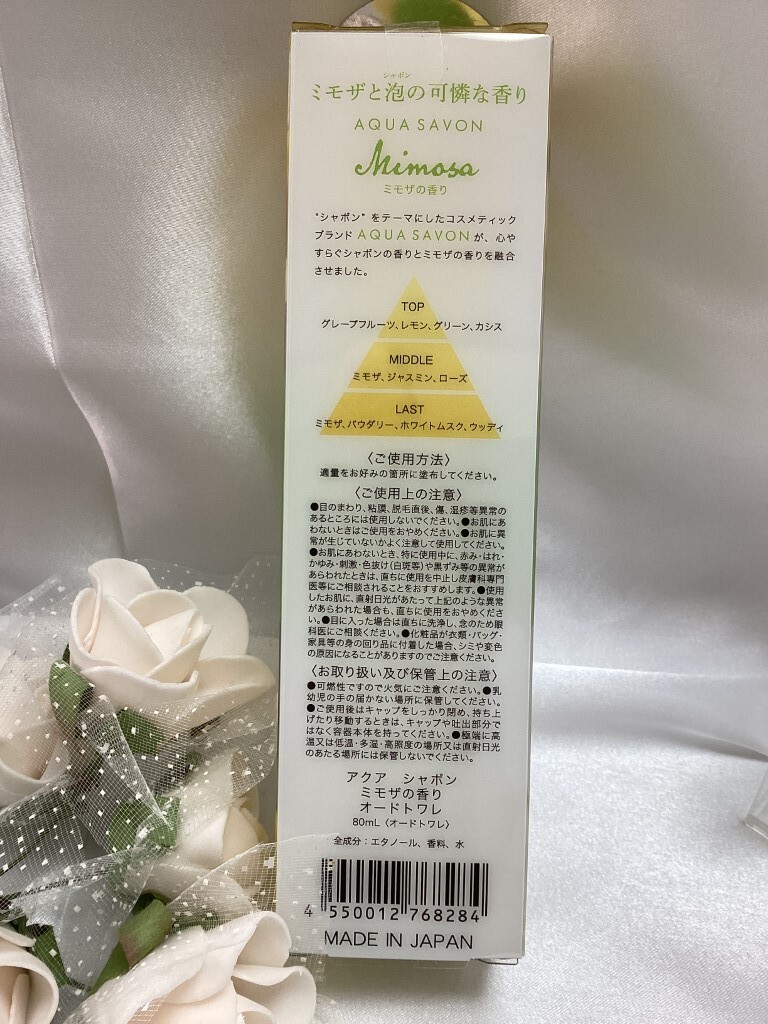 シャボン
ミモザと泡の可憐な香り
AQUA SAVON
Mimosa
ミモザの香り
"シャボン" をテーマにしたコスメティック
ブランド AQUA SAVON が、心や
すらぐシャボンの香りとミモザの香りを融合
させました。
TOP
グレープフルーツ、レモン、グリーン、カシス
MIDDLE
ミモザ、ジャスミン、ローズ
LAST
ミモザ、パウダリー、ホワイトムスク、ウッディ
〈ご使用方法〉
適量をお好みの箇所に塗布してください。
〈ご使用上の注意〉
●目のまわり、粘膜、脱毛直後、傷、湿疹等異常の
あるところには使用しないでください。●お肌にあ
わないときはご使用をおやめください。●お肌に異
常が生じていないかよく注意して使用してください。
●お肌にあわないとき、特に使用中に、赤み・はれ・
かゆみ・刺激・色抜け(白斑等)や黒ずみ等の異常が
あらわれたときは、直ちに使用を中止し皮膚科専門
医等にご相談されることをおすすめします。●使用
したお肌に、直射日光があたって上記のような異常
があらわれた場合も、直ちに使用をおやめくださ
い。●目に入った場合は直ちに洗浄し、念のため眼
科医にご相談ください。●化粧品が衣類・バッグ・
家具等の身の回り品に付着した場合、シミや変色
の原因になることがありますのでご注意ください。
〈お取り扱い及び保管上の注意〉
●可燃性ですので火気にご注意ください。●乳
幼児の手の届かない場所に保管してください。
●ご使用後はキャップをしっかり閉め、持ち上
げたり移動するときは、キャップや吐出部分で
はなく容器本体を持ってください。●極端に高
温又は低温・多湿・高照度の場所又は直射日光
のあたる場所には保管しないでください。
アクア シャボン
ミモザの香り
オードトワレ
80mL〈オードトワレ〉
全成分：エタノール、香料、水
4 550012 768284
MADE IN JAPAN